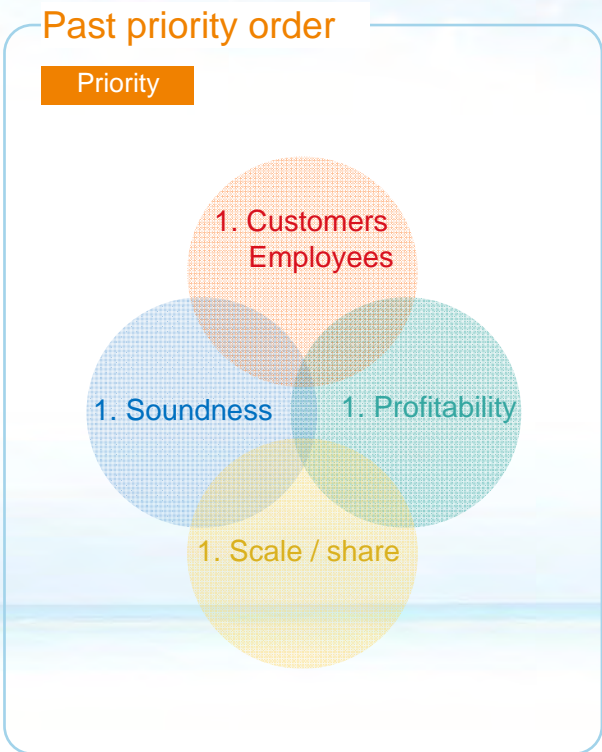 Past priority order
Priority
1. Customers
Employees
1. Soundness
1. Profitability
1. Scale / share